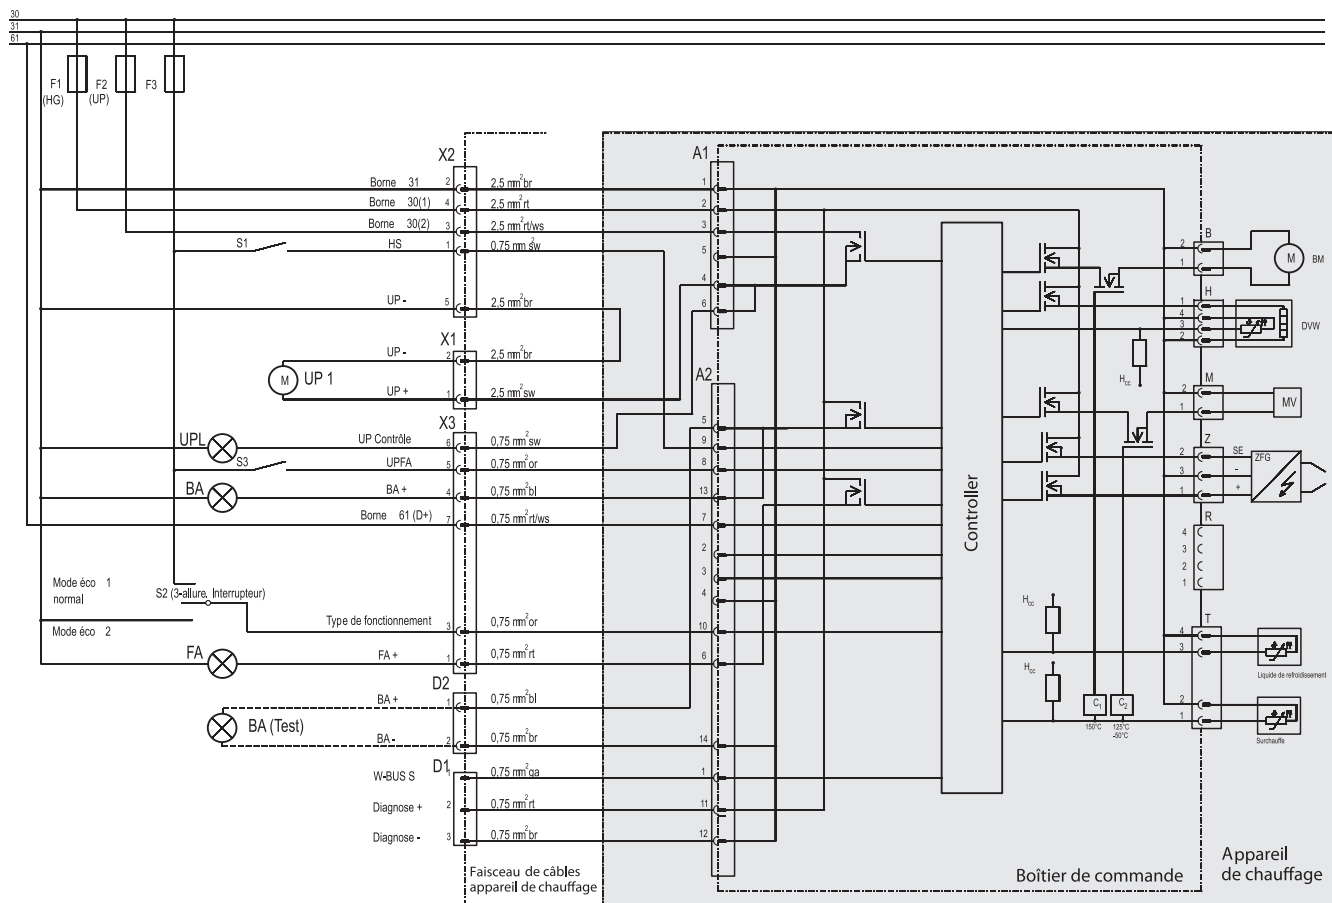 30
31
61
F1
(HG)
F2
(UP)
F3
X2
A1
Borne 31 2 2,5 mm²br 1
Borne 30(1) 4 2,5 mm²rt 2
Borne 30(2) 3 2,5 mm²rt/ws 3
S1 HS 1 0,75 mm²sw 5
4
UP - 5 2,5 mm²br 6
X1
UP - 2 2,5 mm²br
M UP 1
UP + 1 2,5 mm²sw
A2
X3
5
UPL UP Contrôle 6 0,75 mm²sw 9
S3 UPFA 5 0,75 mm²or 8
BA BA + 4 0,75 mm²bl 13
Borne 61 (D+) 7 0,75 mm²rt/ws 7
2
3
4
Mode éco 1
normal
S2 (3-allure. Interrupteur)
Mode éco 2
Type de fonctionnement 3 0,75 mm²or 10
FA FA + 1 0,75 mm²rt 6
D2
BA + 1 0,75 mm²bl
BA (Test)
BA - 2 0,75 mm²br 14
D1
W-BUS S 1 0,75 mm²ga 1
Diagnose + 2 0,75 mm²rt 11
Diagnose - 3 0,75 mm²br 12
Faisceau de câbles
appareil de chauffage
Controller
B
2
1
M BM
H
1
4
3
2
DVW
Hcc
M
2
1
MV
Z
2 SE
3 -
1 +
ZFG
R
4
3
2
1
Hcc
Hcc
T
4
3
Liquide de refroidissement
2
1
Surchauffe
C1
150°C
C2
125°C
-50°C
Boîtier de commande
Appareil
de chauffage